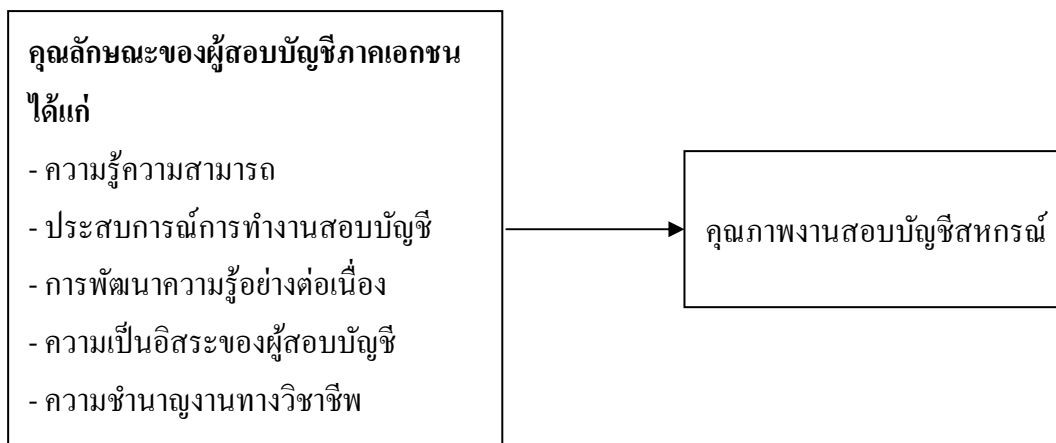 คุณลักษณะของผู้สอบบัญชีภาคเอกชน
ได้แก่
- ความรู้ความสามารถ
- ประสบการณ์การทำงานสอบบัญชี
- การพัฒนาความรู้อย่างต่อเนื่อง
- ความเป็นอิสระของผู้สอบบัญชี
- ความชำนาญงานทางวิชาชีพ
คุณภาพงานสอบบัญชีสหกรณ์